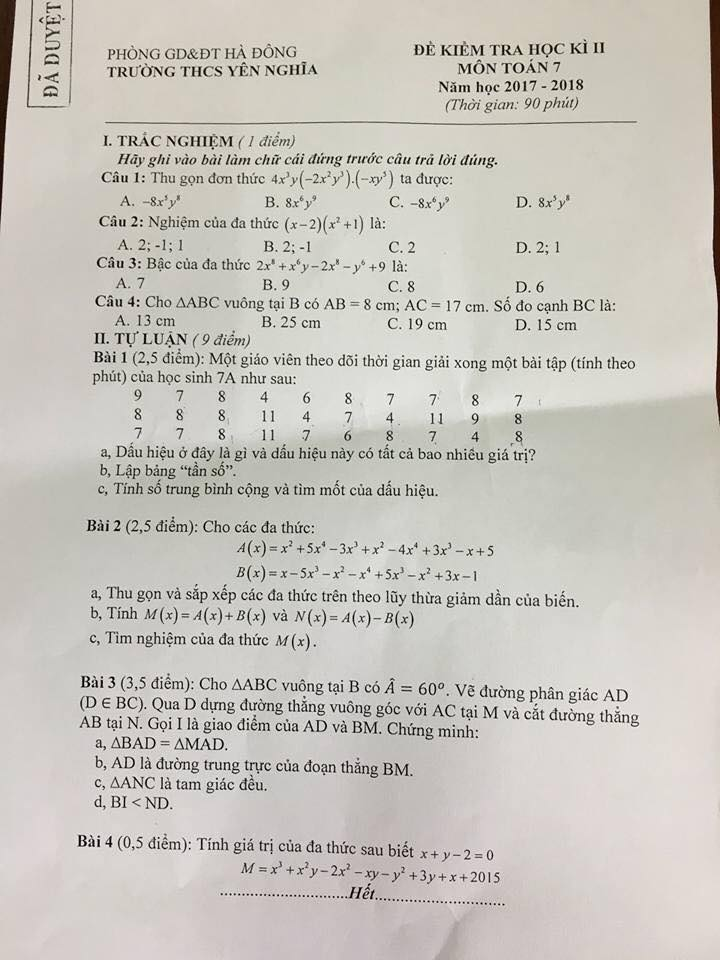 ĐÃ DUYỆT
PHÒNG GD&ĐT HÀ ĐÔNG
TRƯỜNG THCS YÊN NGHĨA
ĐỀ KIỂM TRA HỌC KÌ II
MÔN TOÁN 7
Năm học 2017 - 2018
(Thời gian: 90 phút)
I. TRẮC NGHIỆM ( 1 điểm)
Hãy ghi vào bài làm chữ cái đứng trước câu trả lời đúng.
Câu 1: Thu gọn đơn thức 4x³y(−2x²y³).(−xy⁵) ta được:
A. −8x⁵y⁸ B. 8x⁶y⁹ C. −8x⁶y⁹ D. 8x⁵y⁸
Câu 2: Nghiệm của đa thức (x−2)(x²+1) là:
A. 2; -1; 1 B. 2; -1 C. 2 D. 2; 1
Câu 3: Bậc của đa thức 2x⁸+x⁶y−2x⁸−y⁶+9 là:
A. 7 B. 9 C. 8 D. 6
Câu 4: Cho ΔABC vuông tại B có AB = 8 cm; AC = 17 cm. Số đo cạnh BC là:
A. 13 cm B. 25 cm C. 19 cm D. 15 cm
II. TỰ LUẬN ( 9 điểm)
Bài 1 (2,5 điểm): Một giáo viên theo dõi thời gian giải xong một bài tập (tính theo
phút) của học sinh 7A như sau:
9 7 8 4 6 8 7 7 8 7
8 8 8 11 4 7 4 11 9 8
7 7 8 11 7 6 8 7 4 8
a, Dấu hiệu ở đây là gì và dấu hiệu này có tất cả bao nhiêu giá trị?
b, Lập bảng “tần số”.
c, Tính số trung bình cộng và tìm mốt của dấu hiệu.
Bài 2 (2,5 điểm): Cho các đa thức:
A(x)=x²+5x⁴−3x³+x²−4x⁴+3x³−x+5
B(x)=x−5x³−x²−x⁴+5x³−x²+3x−1
a, Thu gọn và sắp xếp các đa thức trên theo lũy thừa giảm dần của biến.
b, Tính M(x)=A(x)+B(x) và N(x)=A(x)−B(x)
c, Tìm nghiệm của đa thức M(x).
Bài 3 (3,5 điểm): Cho ΔABC vuông tại B có Â = 60º. Vẽ đường phân giác AD
(D ∈ BC). Qua D dựng đường thẳng vuông góc với AC tại M và cắt đường thẳng
AB tại N. Gọi I là giao điểm của AD và BM. Chứng minh:
a, ΔBAD = ΔMAD.
b, AD là đường trung trực của đoạn thẳng BM.
c, ΔANC là tam giác đều.
d, BI < ND.
Bài 4 (0,5 điểm): Tính giá trị của đa thức sau biết x+y−2=0
M=x³+x²y−2x²−xy−y²+3y+x+2015
..............................Hết..............................